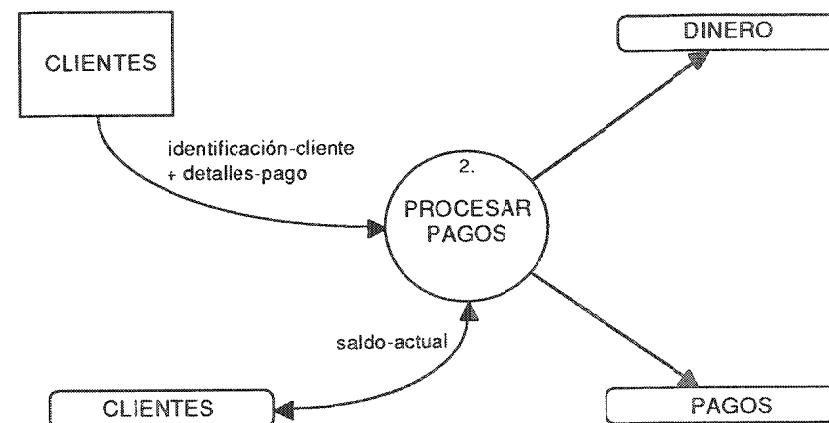 CLIENTES
DINERO
identificación-cliente
+ detalles-pago
2.
PROCESAR
PAGOS
saldo-actual
CLIENTES
PAGOS